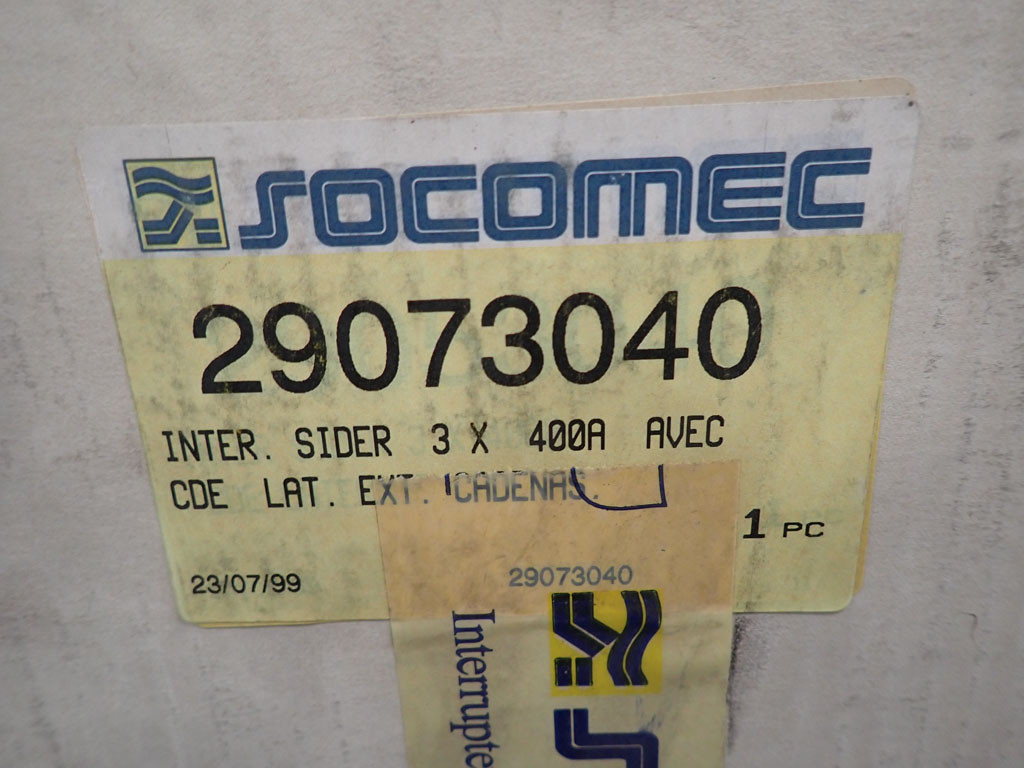 SOCOMEC
29073040
INTER. SIDER 3 X 400A AVEC
CDE LAT. EXT. CADENAS.
1 PC
23/07/99
29073040
Interrupte